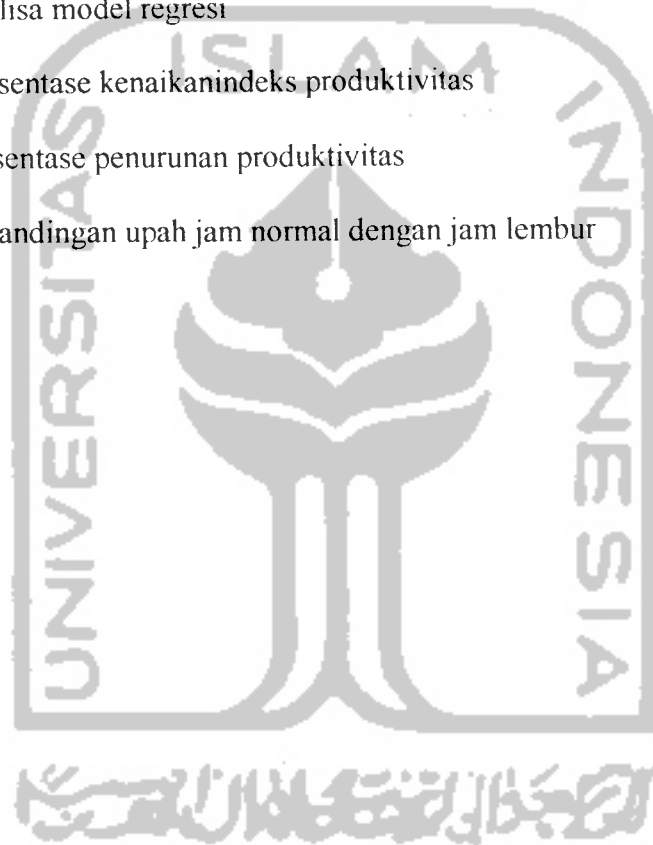 lisa model regresi
sentase kenaikanindeks produktivitas
sentase penurunan produktivitas
andingan upah jam normal dengan jam lembur
ISLAM
UNIVERSITAS
INDONESIA